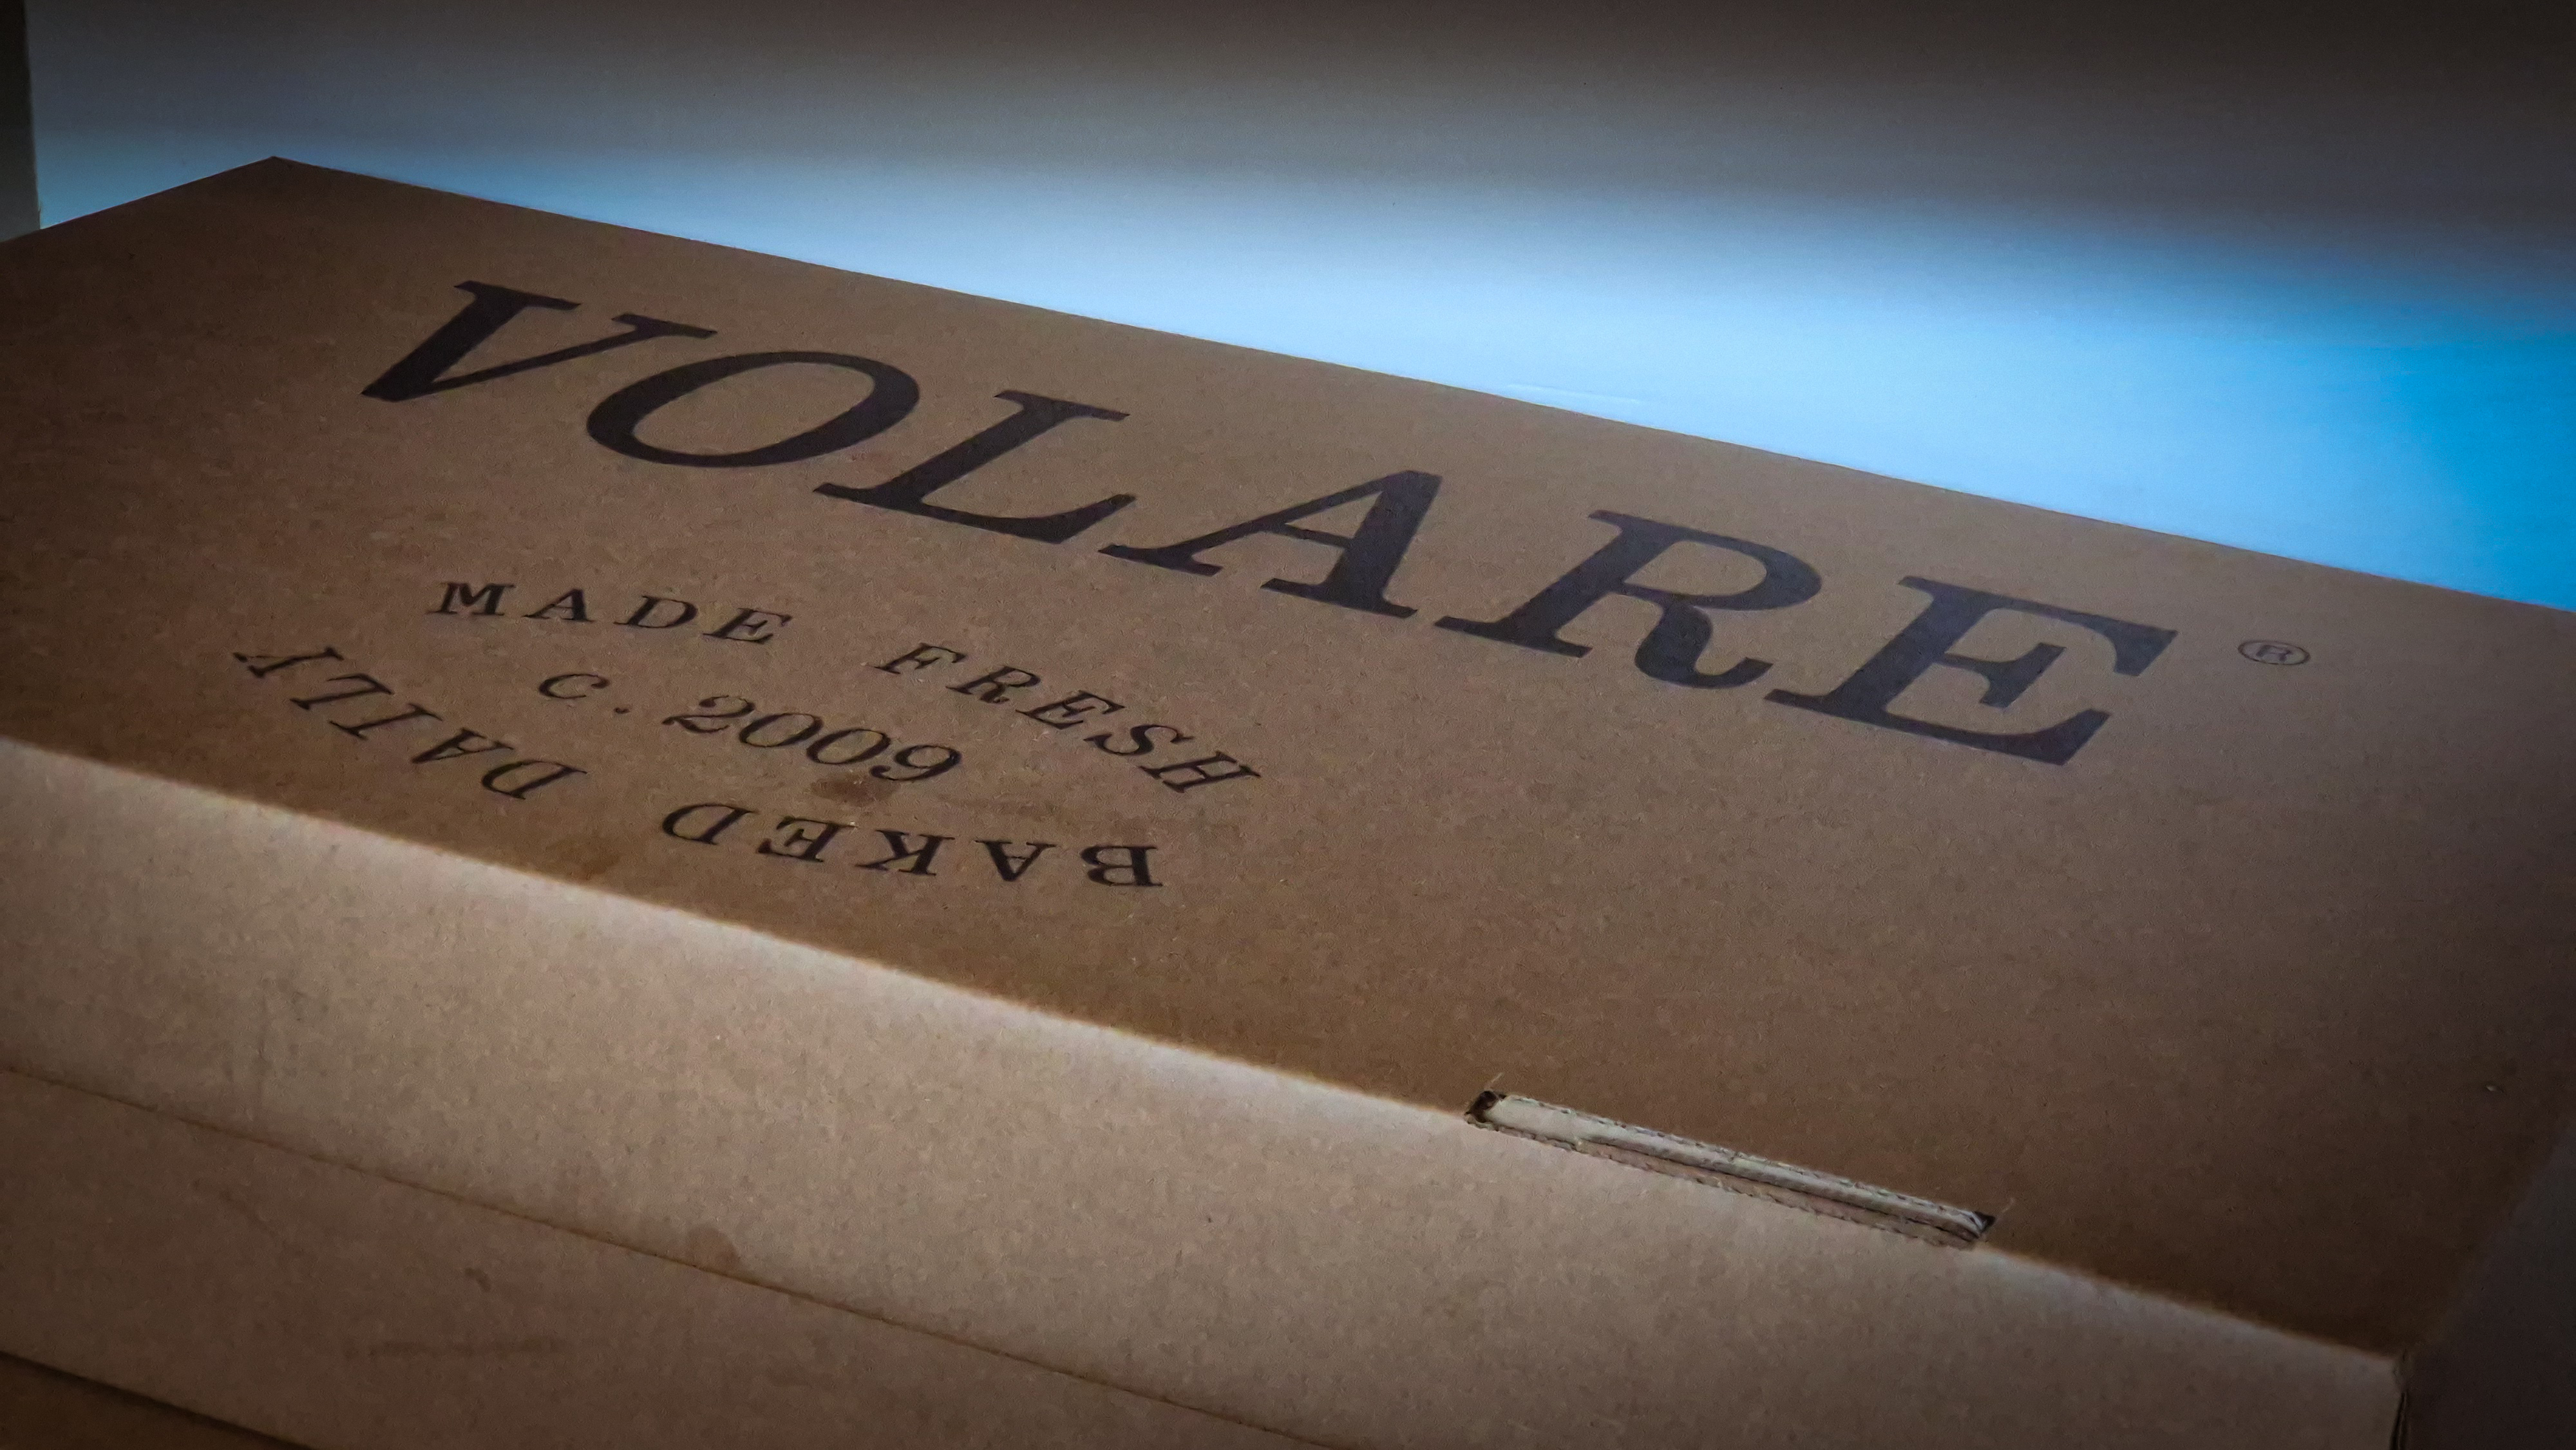 VOLARE ®
MADE FRESH
C. 2009
BAKED DAILY